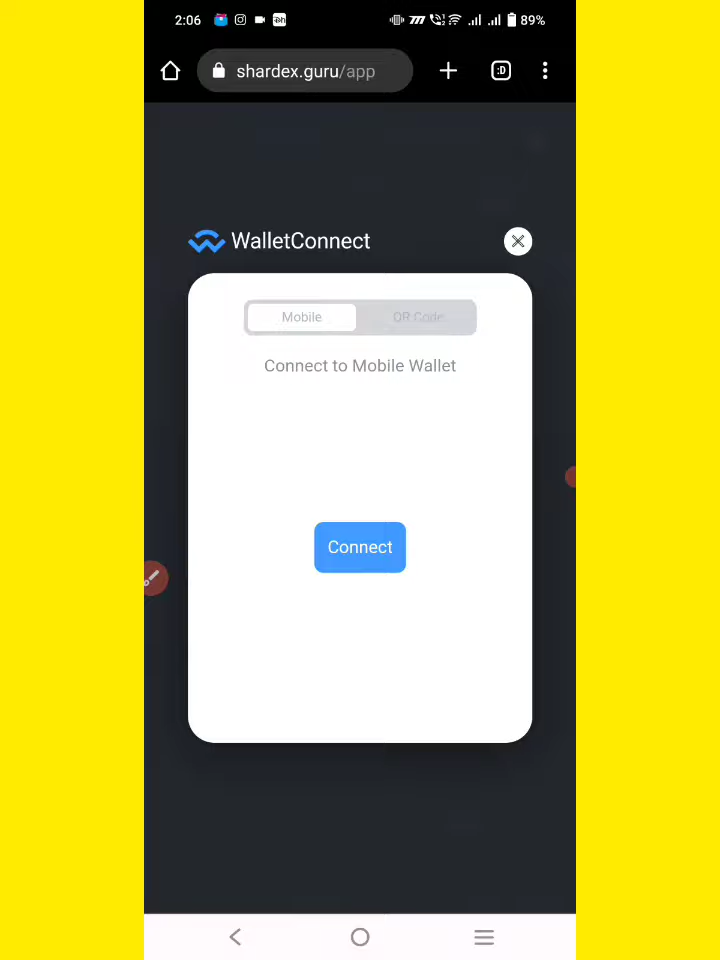 2:06
89%
shardex.guru/app
:D
WalletConnect
Mobile
QR Code
Connect to Mobile Wallet
Connect